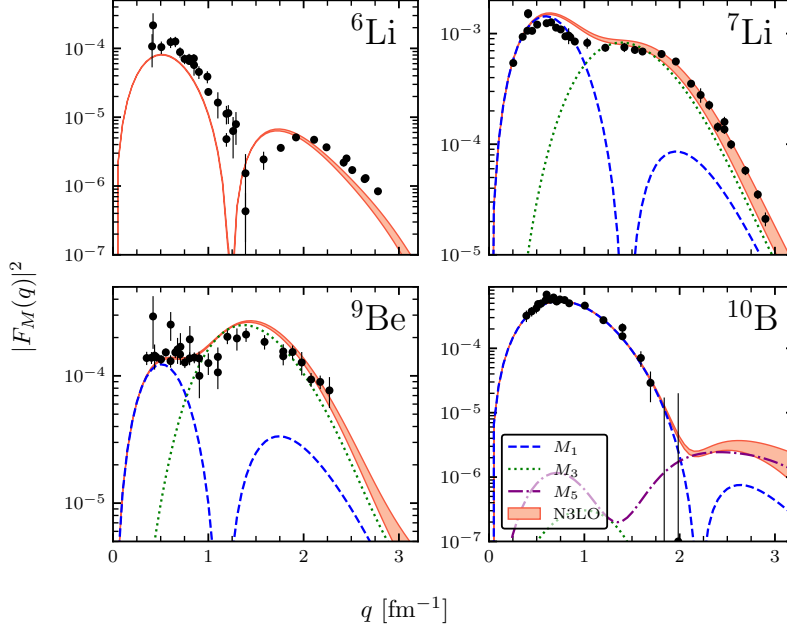 ⁶Li
10⁻⁴
10⁻⁵
10⁻⁶
10⁻⁷
⁷Li
10⁻³
10⁻⁴
10⁻⁵
|F_M(q)|²
⁹Be
10⁻⁴
10⁻⁵
0 1 2 3
¹⁰B
10⁻⁴
10⁻⁵
10⁻⁶
10⁻⁷
M₁
M₃
M₅
N3LO
0 1 2 3
q [fm⁻¹]